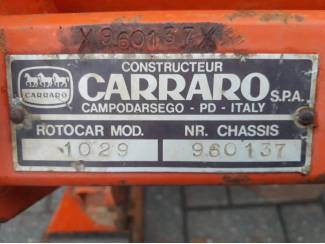 X960137X
CONSTRUCTEUR
CARRARO
CARRARO S.P.A.
CAMPODARSEGO - PD - ITALY
ROTOCAR MOD. NR. CHASSIS
1029 960137